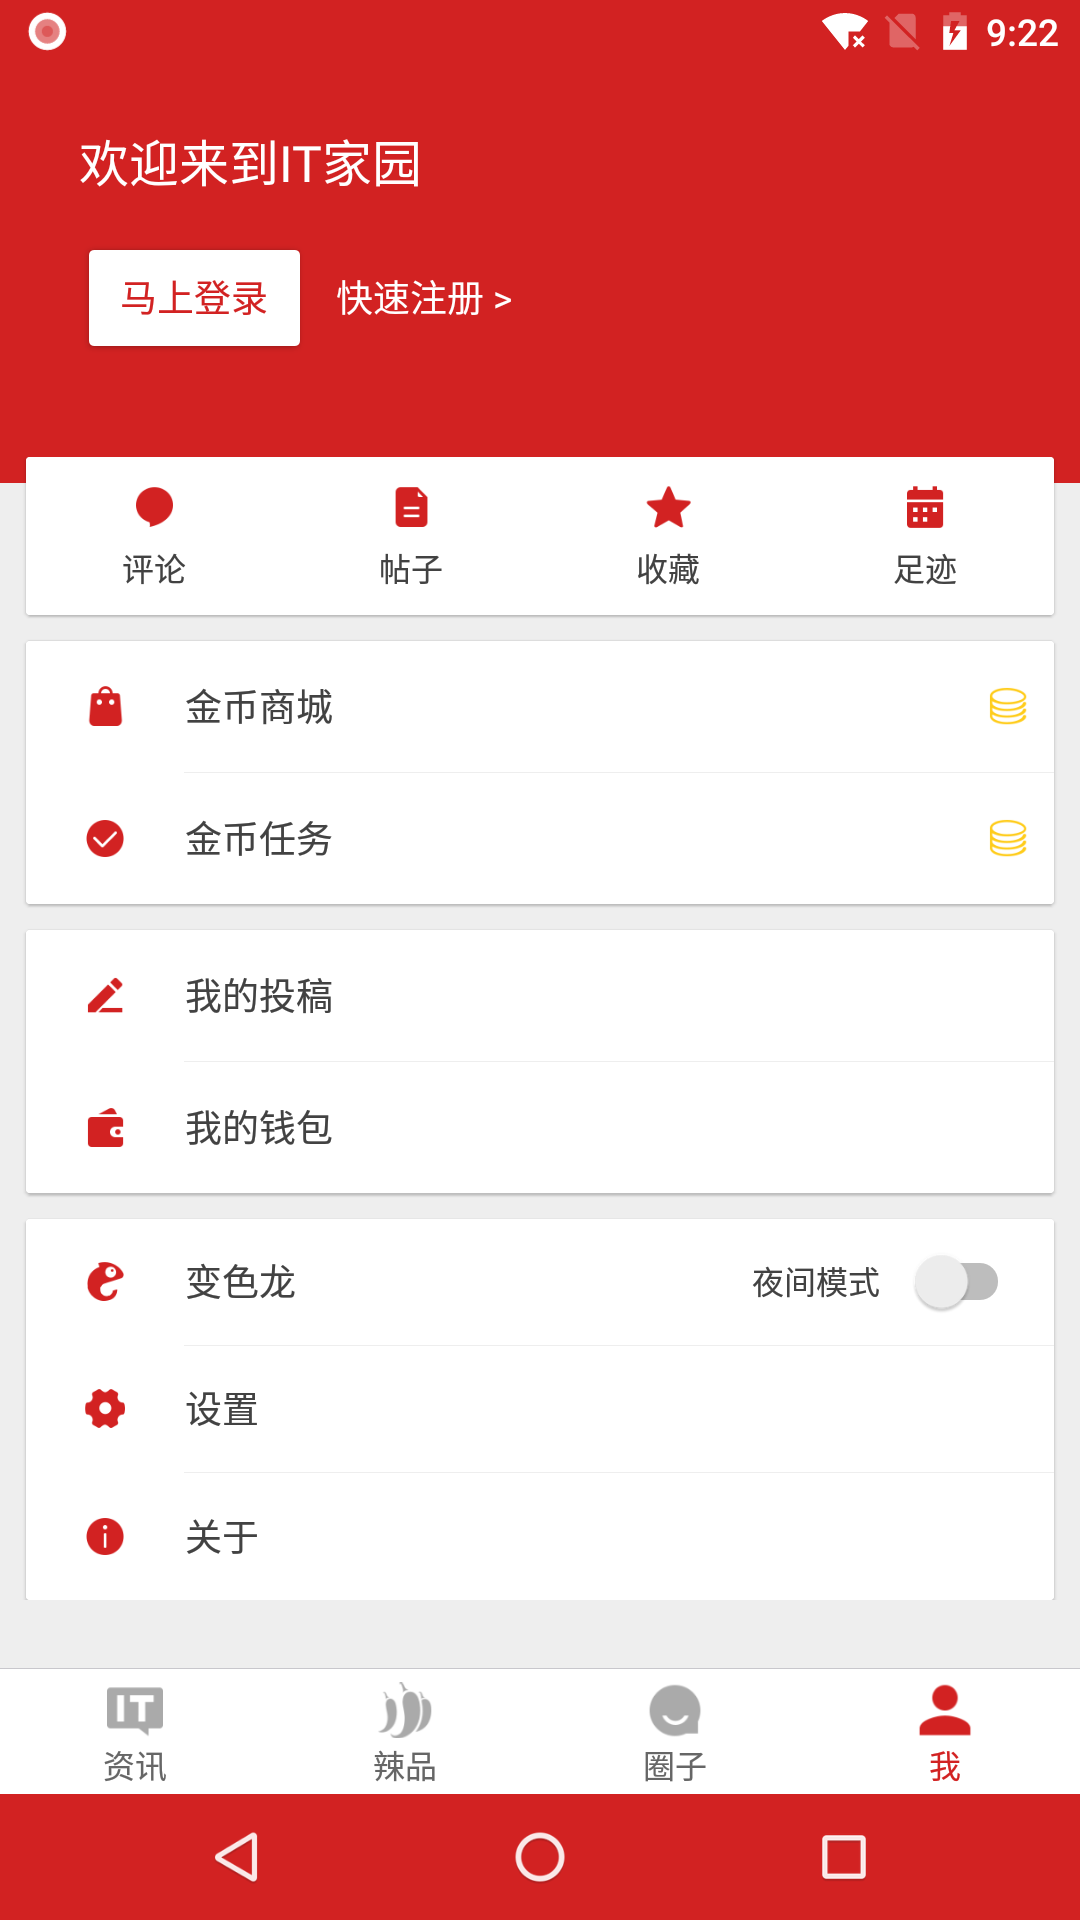 9:22
欢迎来到IT家园
马上登录 快速注册 >
评论 帖子 收藏 足迹
金币商城
金币任务
我的投稿
我的钱包
变色龙 夜间模式
设置
关于
IT
资讯 辣品 圈子 我